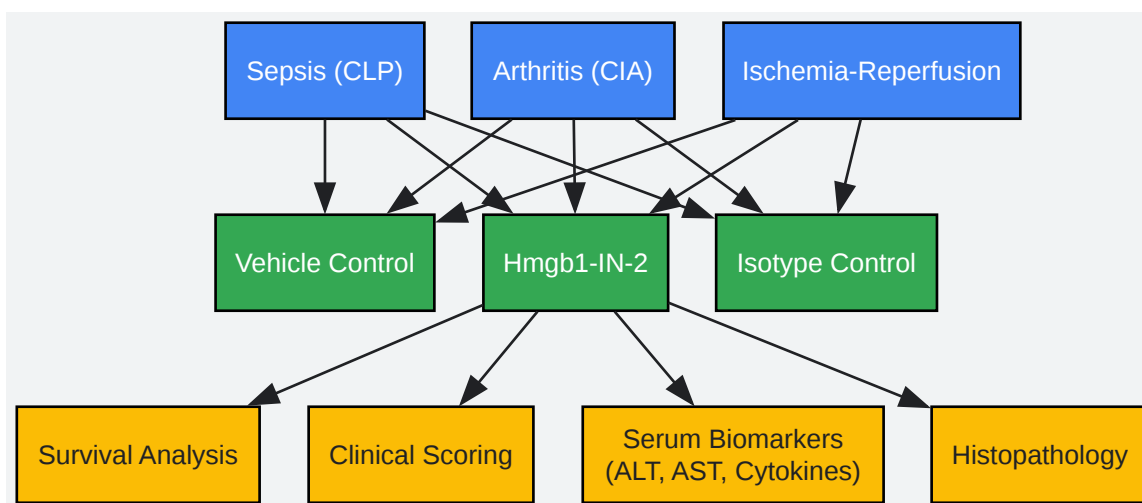 Sepsis (CLP)
Arthritis (CIA)
Ischemia-Reperfusion
Vehicle Control
Hmgb1-IN-2
Isotype Control
Survival Analysis
Clinical Scoring
Serum Biomarkers
(ALT, AST, Cytokines)
Histopathology